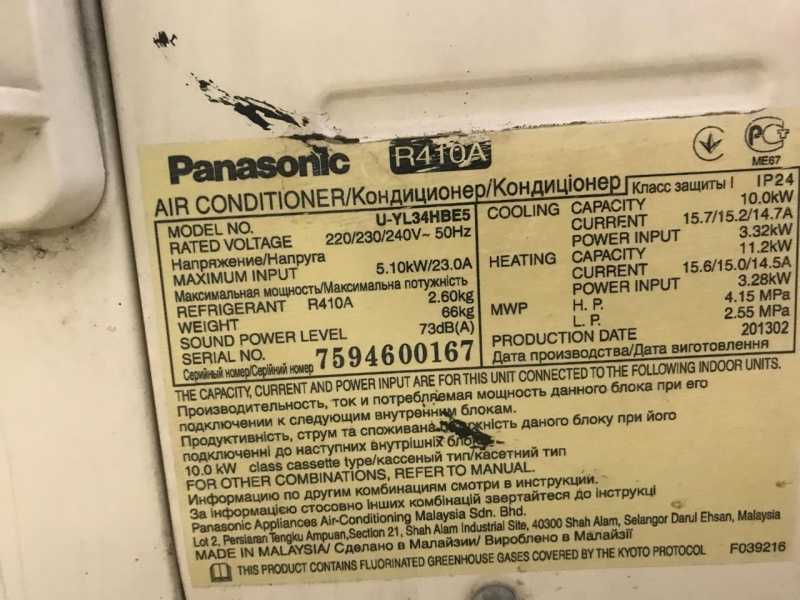 Panasonic R410A
ME67
AIR CONDITIONER/Кондиционер/Кондиціонер
Класс защиты I IP24
MODEL NO. U-YL34HBE5
RATED VOLTAGE 220/230/240V~ 50Hz
Напряжение/Напруга
MAXIMUM INPUT 5.10kW/23.0A
Максимальная мощность/Максимальна потужність
REFRIGERANT R410A 2.60kg
WEIGHT 66kg
SOUND POWER LEVEL 73dB(A)
SERIAL NO. 7594600167
Серийный номер/Серійний номер
COOLING CAPACITY 10.0kW
CURRENT 15.7/15.2/14.7A
POWER INPUT 3.32kW
HEATING CAPACITY 11.2kW
CURRENT 15.6/15.0/14.5A
POWER INPUT 3.28kW
MWP H. P. 4.15 MPa
L. P. 2.55 MPa
PRODUCTION DATE 201302
Дата производства/Дата виготовлення
THE CAPACITY, CURRENT AND POWER INPUT ARE FOR THIS UNIT CONNECTED TO THE FOLLOWING INDOOR UNITS.
Производительность, ток и потребляемая мощность данного блока при его
подключении к следующим внутренним блокам.
Продуктивність, струм та споживана даного блоку при його
підключенні до наступних внутрішніх
10.0 kW class cassette type/кассеный тип/касетний тип
FOR OTHER COMBINATIONS, REFER TO MANUAL.
Информацию по другим комбинациям смотри в инструкции.
За інформацією стосовно інших комбінацій звертайтеся до інструкції
Panasonic Appliances Air-Conditioning Malaysia Sdn. Bhd.
Lot 2, Persiaran Tengku Ampuan,Section 21, Shah Alam Industrial Site, 40300 Shah Alam, Selangor Darul Ehsan, Malaysia
MADE IN MALAYSIA/ Сделано в Малайзии/ Вироблено в Малайзії
THIS PRODUCT CONTAINS FLUORINATED GREENHOUSE GASES COVERED BY THE KYOTO PROTOCOL F039216